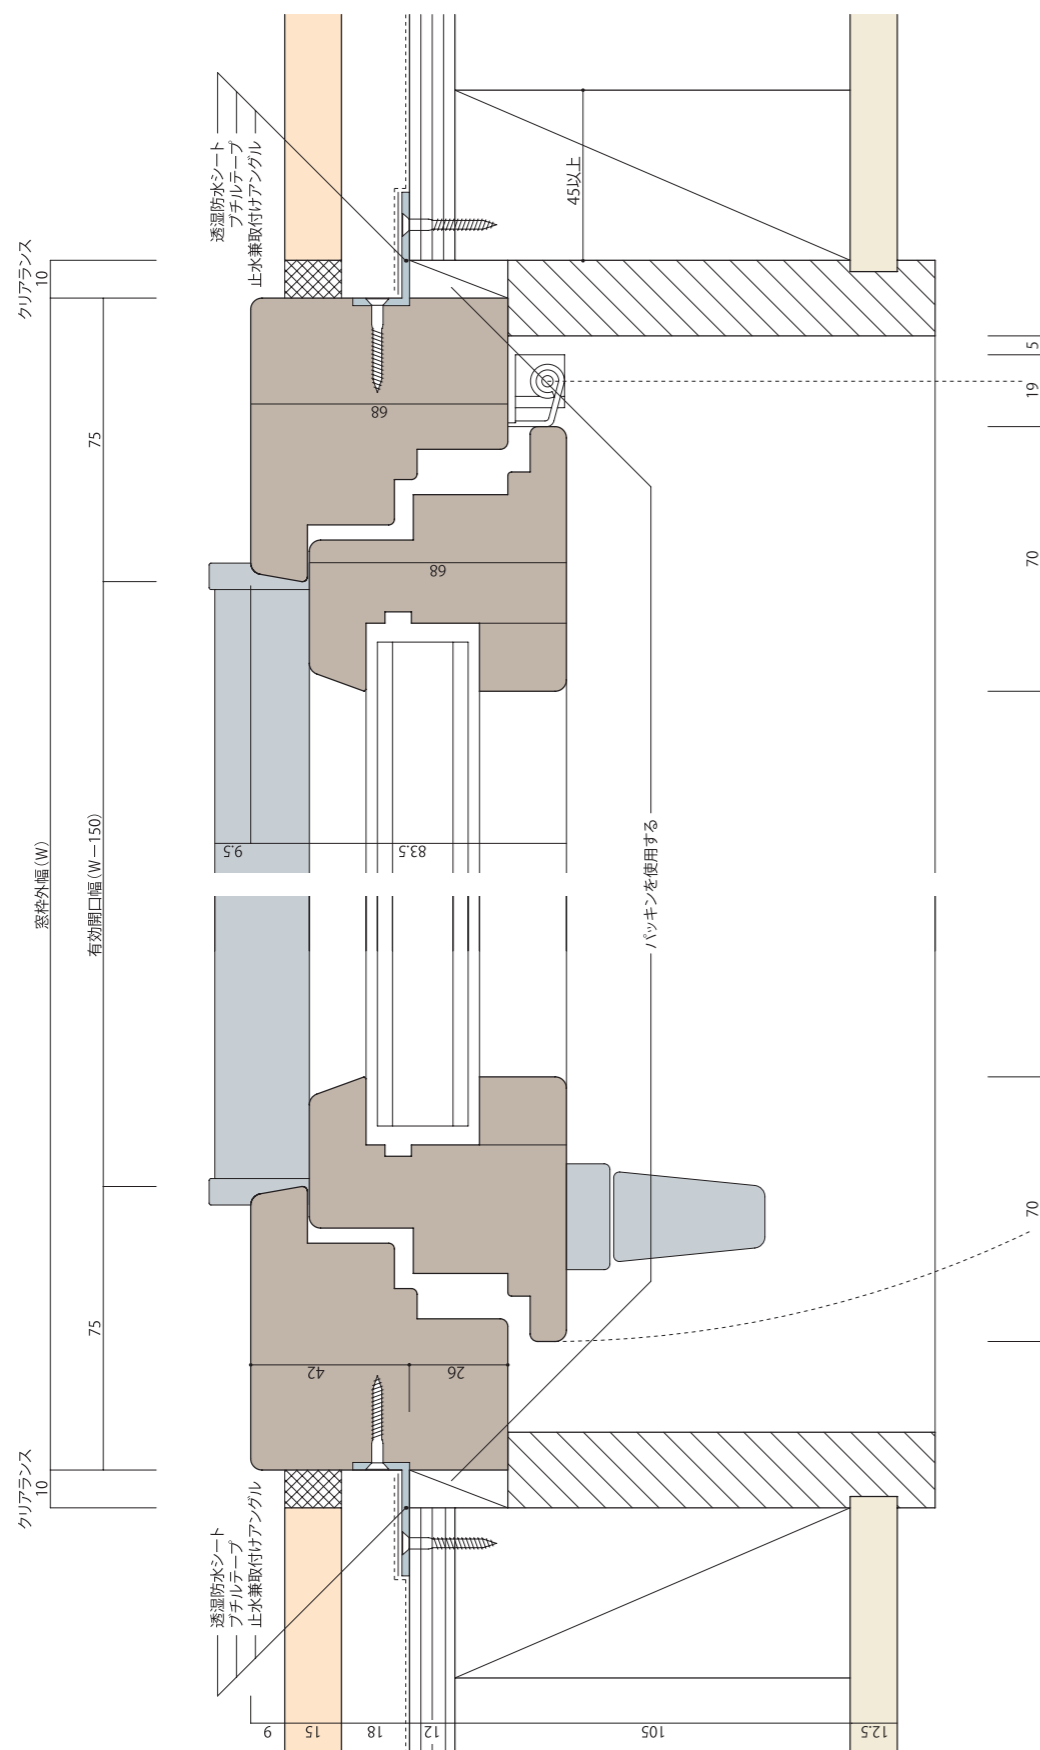 透湿防水シート
ブチルテープ
止水兼取付けアングル
45以上
クリアランス
10
5
19
75
68
70
68
9.5
83.5
窓枠外幅(W)
有効開口幅(W－150)
パッキンを使用する
70
75
42
26
クリアランス
10
透湿防水シート
ブチルテープ
止水兼取付けアングル
9
15
18
12
105
12.5